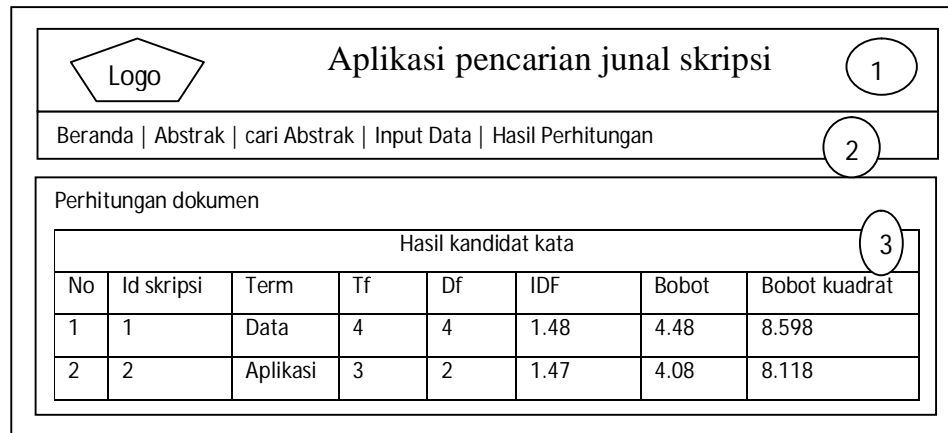 Logo Aplikasi pencarian junal skripsi 1
Beranda | Abstrak | cari Abstrak | Input Data | Hasil Perhitungan
2
Perhitungan dokumen
Hasil kandidat kata 3
No Id skripsi Term Tf Df IDF Bobot Bobot kuadrat
1 1 Data 4 4 1.48 4.48 8.598
2 2 Aplikasi 3 2 1.47 4.08 8.118